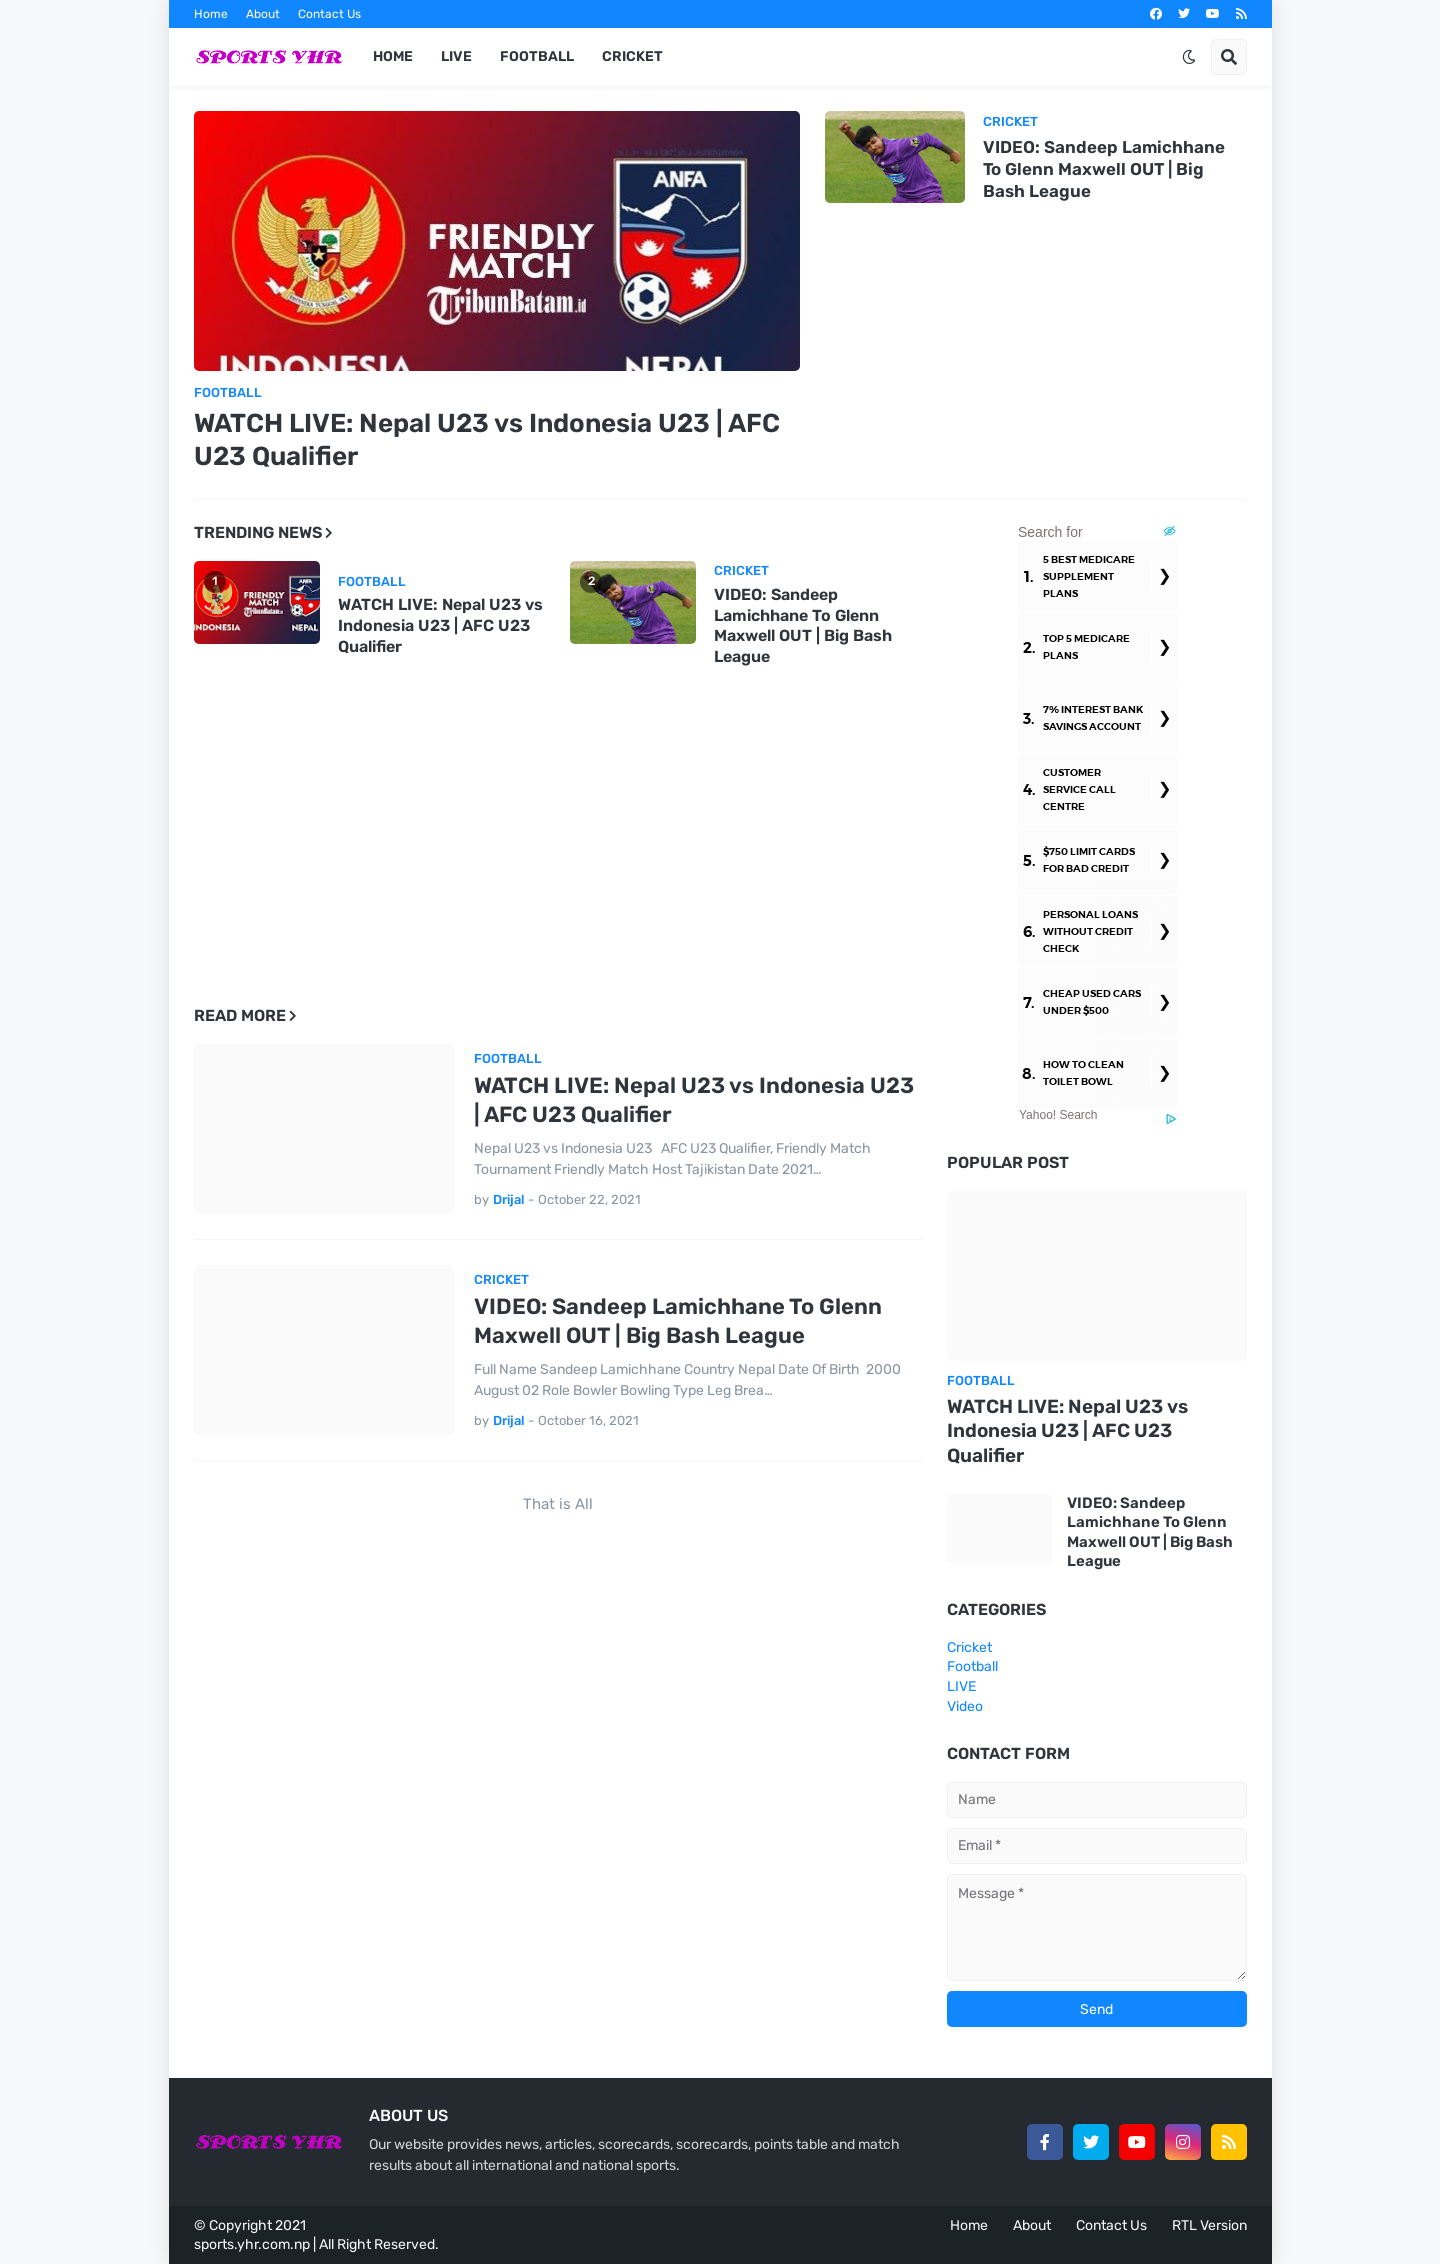 Home About Contact Us
SPORTS YHR HOME LIVE FOOTBALL CRICKET
ANFA
FRIENDLY
MATCH
TribunBatam.id
INDONESIA NEPAL
FOOTBALL
WATCH LIVE: Nepal U23 vs Indonesia U23 | AFC
U23 Qualifier
CRICKET
VIDEO: Sandeep Lamichhane
To Glenn Maxwell OUT | Big
Bash League
TRENDING NEWS
1
ANFA
FRIENDLY
MATCH
TribunBatam.id
INDONESIA NEPAL
FOOTBALL
WATCH LIVE: Nepal U23 vs
Indonesia U23 | AFC U23
Qualifier
2
CRICKET
VIDEO: Sandeep
Lamichhane To Glenn
Maxwell OUT | Big Bash
League
Search for
1. 5 BEST MEDICARE
SUPPLEMENT
PLANS
2. TOP 5 MEDICARE
PLANS
3. 7% INTEREST BANK
SAVINGS ACCOUNT
4. CUSTOMER
SERVICE CALL
CENTRE
5. $750 LIMIT CARDS
FOR BAD CREDIT
6. PERSONAL LOANS
WITHOUT CREDIT
CHECK
7. CHEAP USED CARS
UNDER $500
8. HOW TO CLEAN
TOILET BOWL
Yahoo! Search
READ MORE
FOOTBALL
WATCH LIVE: Nepal U23 vs Indonesia U23
| AFC U23 Qualifier
Nepal U23 vs Indonesia U23 AFC U23 Qualifier, Friendly Match
Tournament Friendly Match Host Tajikistan Date 2021…
by Drijal - October 22, 2021
CRICKET
VIDEO: Sandeep Lamichhane To Glenn
Maxwell OUT | Big Bash League
Full Name Sandeep Lamichhane Country Nepal Date Of Birth 2000
August 02 Role Bowler Bowling Type Leg Brea…
by Drijal - October 16, 2021
That is All
POPULAR POST
FOOTBALL
WATCH LIVE: Nepal U23 vs
Indonesia U23 | AFC U23
Qualifier
VIDEO: Sandeep
Lamichhane To Glenn
Maxwell OUT | Big Bash
League
CATEGORIES
Cricket
Football
LIVE
Video
CONTACT FORM
Name
Email *
Message *
Send
SPORTS YHR
ABOUT US
Our website provides news, articles, scorecards, scorecards, points table and match
results about all international and national sports.
© Copyright 2021
sports.yhr.com.np | All Right Reserved.
Home About Contact Us RTL Version